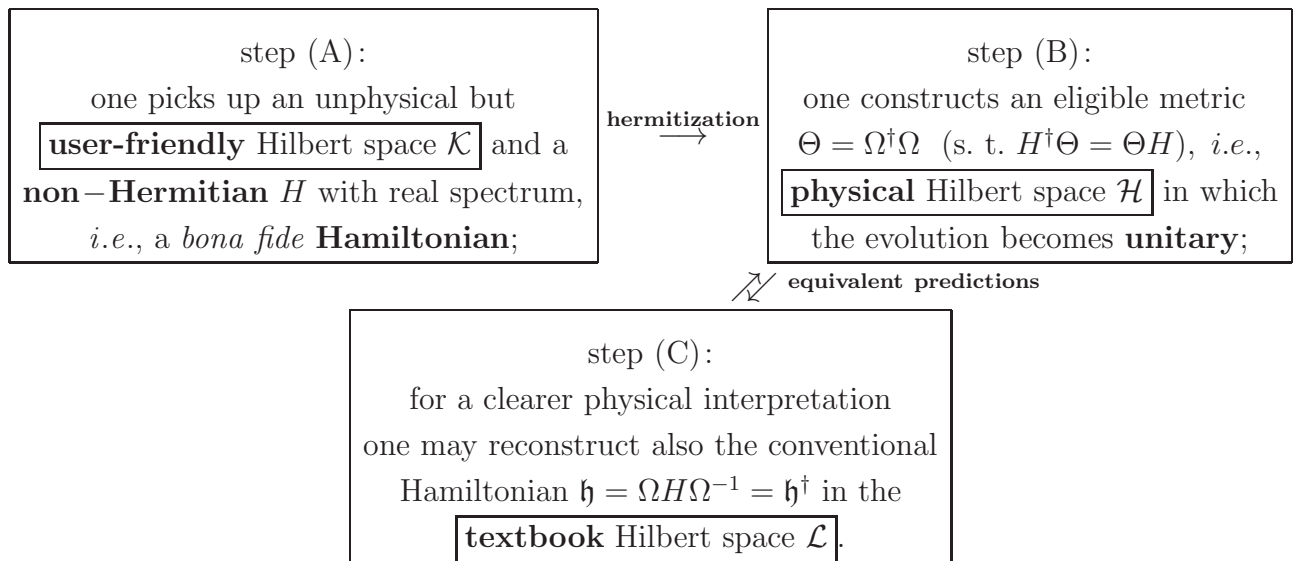 step (A):
one picks up an unphysical but
user-friendly Hilbert space 𝒦 and a
non−Hermitian H with real spectrum,
i.e., a bona fide Hamiltonian;
hermitization
⟶
step (B):
one constructs an eligible metric
Θ = Ω†Ω (s. t. H†Θ = ΘH), i.e.,
physical Hilbert space ℋ in which
the evolution becomes unitary;
equivalent predictions
step (C):
for a clearer physical interpretation
one may reconstruct also the conventional
Hamiltonian 𝔥 = ΩHΩ⁻¹ = 𝔥† in the
textbook Hilbert space ℒ.